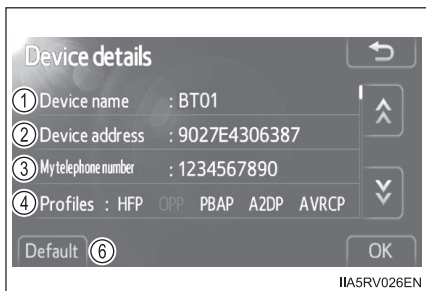 Device details
① Device name : BT01
② Device address : 9027E4306387
③ My telephone number : 1234567890
④ Profiles : HFP OPP PBAP A2DP AVRCP
Default ⑥ OK
IIA5RV026EN